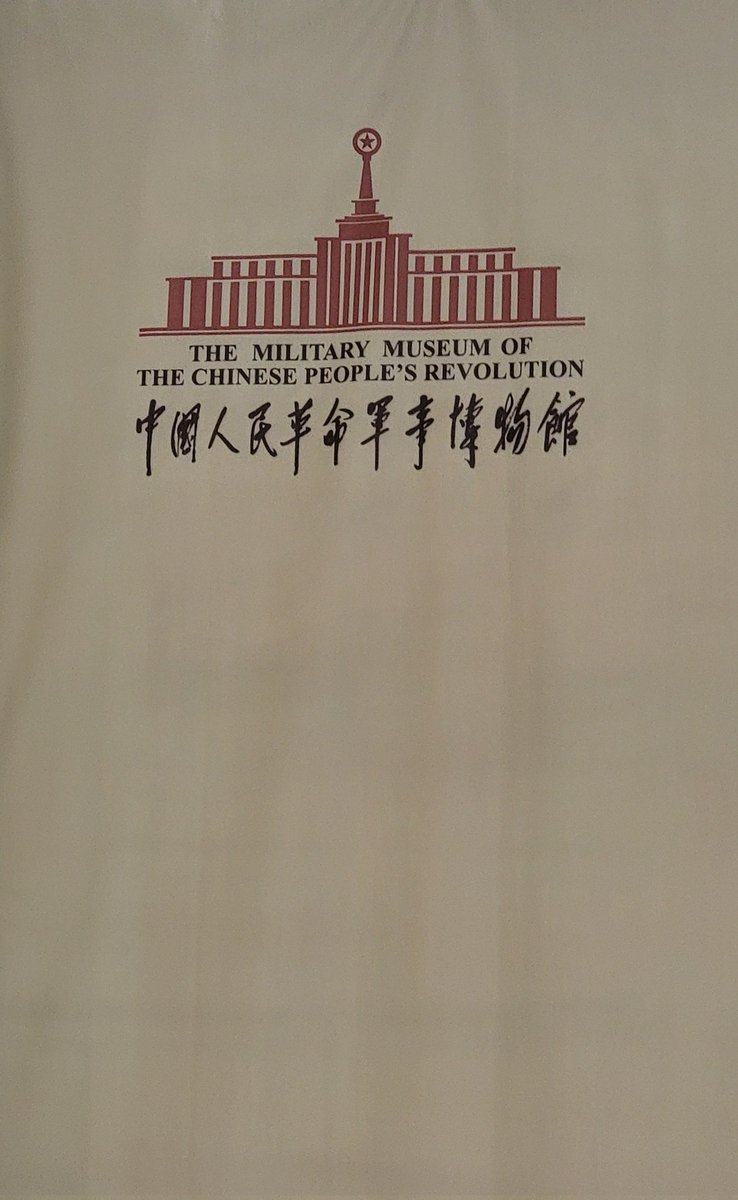 THE MILITARY MUSEUM OF
THE CHINESE PEOPLE'S REVOLUTION
中國人民革命軍事博物館